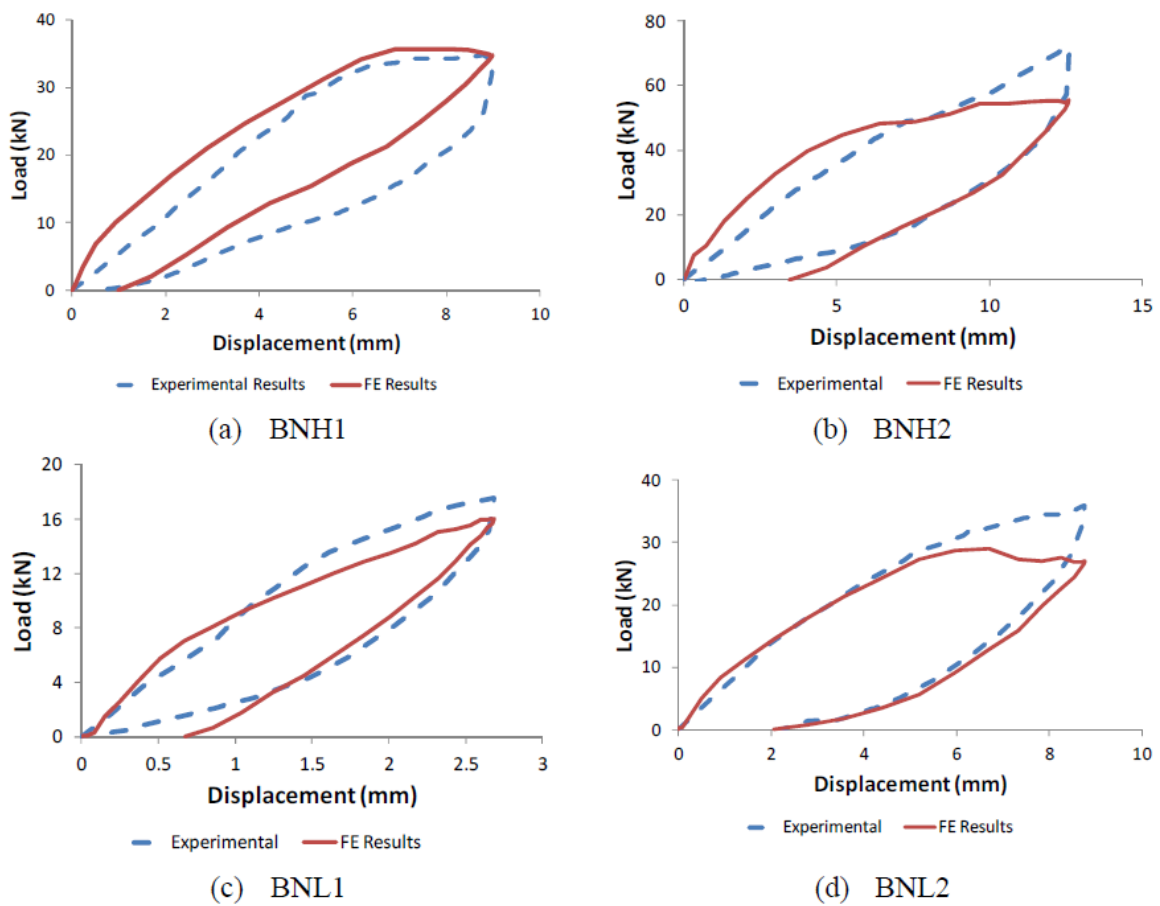 40
30
20
10
0
Load (kN)
0 2 4 6 8 10
Displacement (mm)
Experimental Results FE Results
(a) BNH1
80
60
40
20
0
Load (kN)
0 5 10 15
Displacement (mm)
Experimental FE Results
(b) BNH2
20
16
12
8
4
0
Load (kN)
0 0.5 1 1.5 2 2.5 3
Displacement (mm)
Experimental FE Results
(c) BNL1
40
30
20
10
0
Load (kN)
0 2 4 6 8 10
Displacement (mm)
Experimental FE Results
(d) BNL2